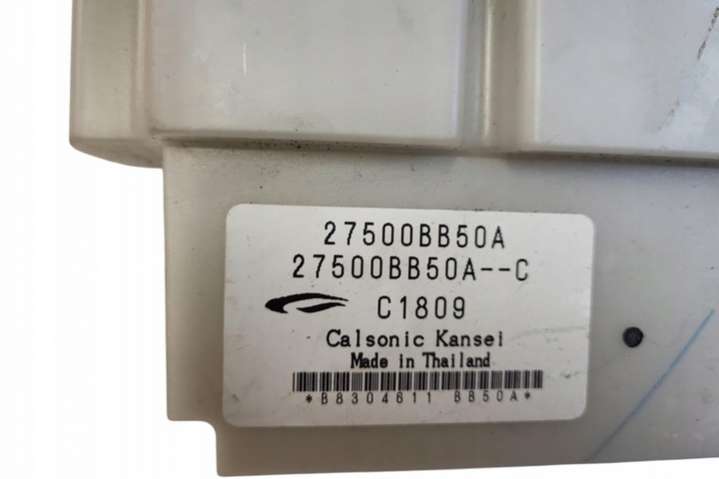 27500BB50A
27500BB50A--C
C1809
Calsonic Kansei
Made in Thailand
*B8304611 BB50A*